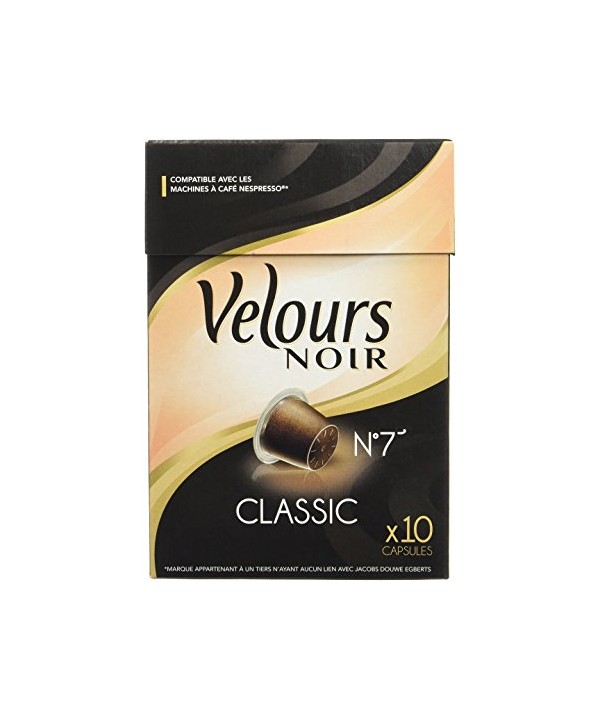 COMPATIBLE AVEC LES
MACHINES À CAFÉ NESPRESSO®*
Velours
NOIR
N°7
CLASSIC
x10
CAPSULES
*MARQUE APPARTENANT À UN TIERS N'AYANT AUCUN LIEN AVEC JACOBS DOUWE EGBERTS